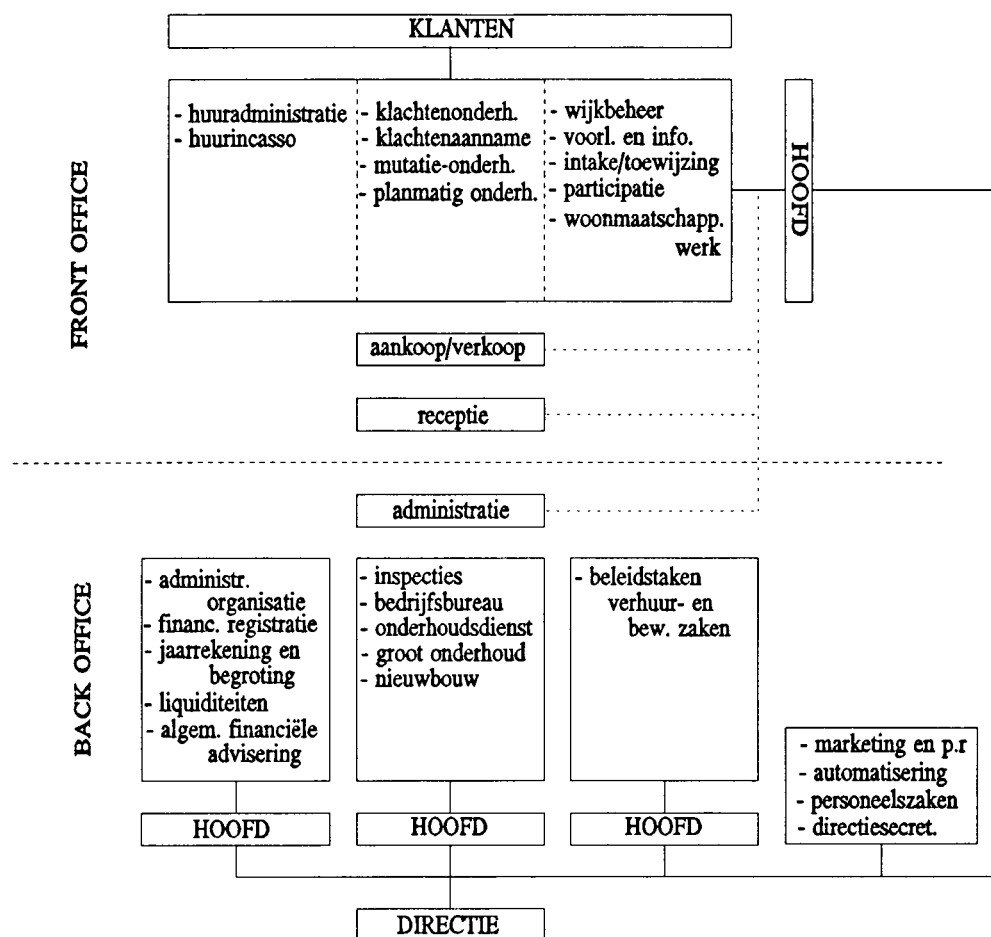 KLANTEN
FRONT OFFICE
- huuradministratie
- huurincasso
- klachtenonderh.
- klachtenaanname
- mutatie-onderh.
- planmatig onderh.
- wijkbeheer
- voorl. en info.
- intake/toewijzing
- participatie
- woonmaatschapp.
werk
HOOFD
aankoop/verkoop
receptie
BACK OFFICE
administratie
- administr.
organisatie
- financ. registratie
- jaarrekening en
begroting
- liquiditeiten
- algem. financiële
advisering
- inspecties
- bedrijfsbureau
- onderhoudsdienst
- groot onderhoud
- nieuwbouw
- beleidstaken
verhuur- en
bew. zaken
- marketing en p.r
- automatisering
- personeelszaken
- directiesecret.
HOOFD
HOOFD
HOOFD
DIRECTIE